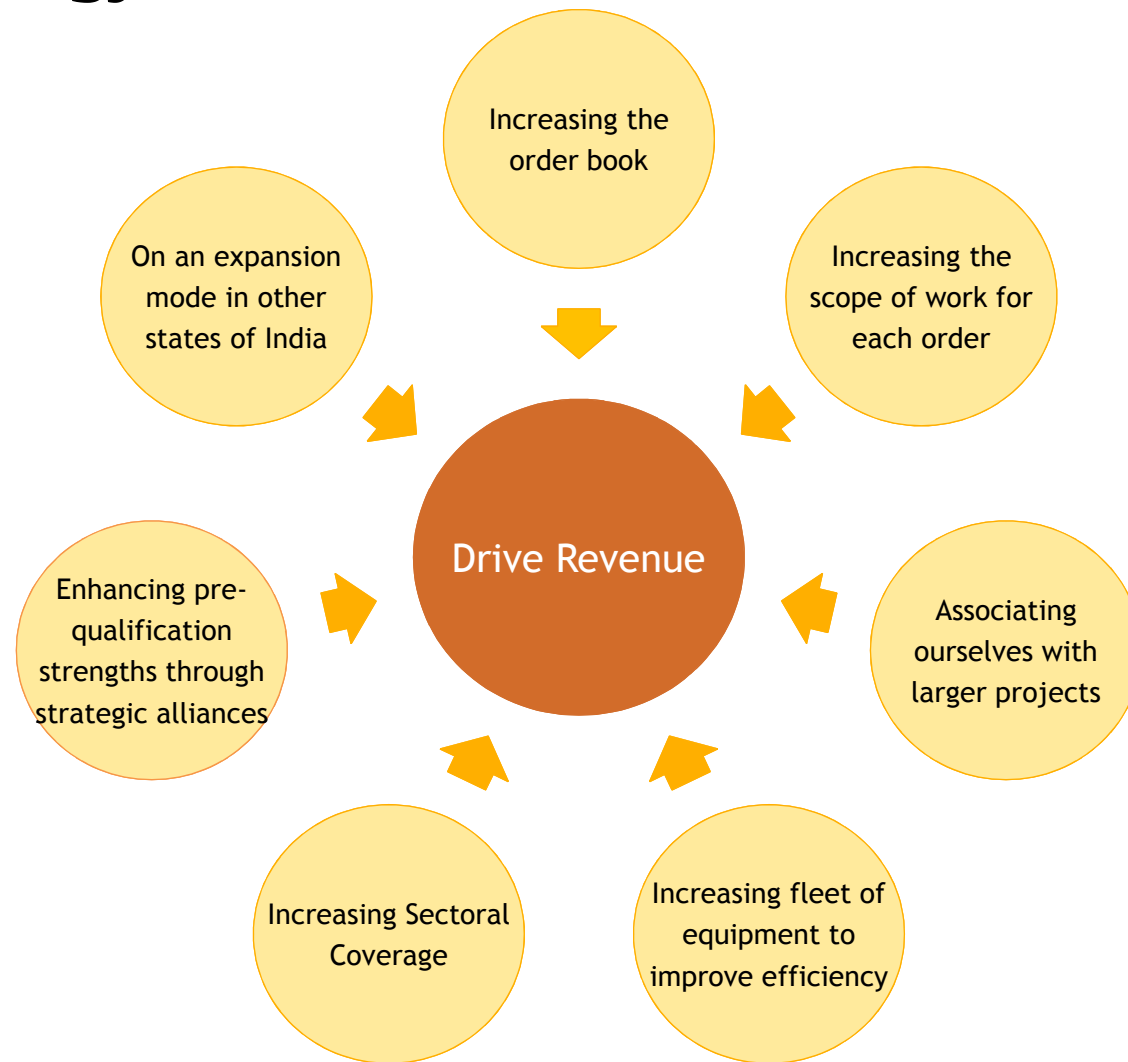 Increasing the
order book
Increasing the
scope of work for
each order
Associating
ourselves with
larger projects
Increasing fleet of
equipment to
improve efficiency
Increasing Sectoral
Coverage
Enhancing pre-
qualification
strengths through
strategic alliances
On an expansion
mode in other
states of India
Drive Revenue